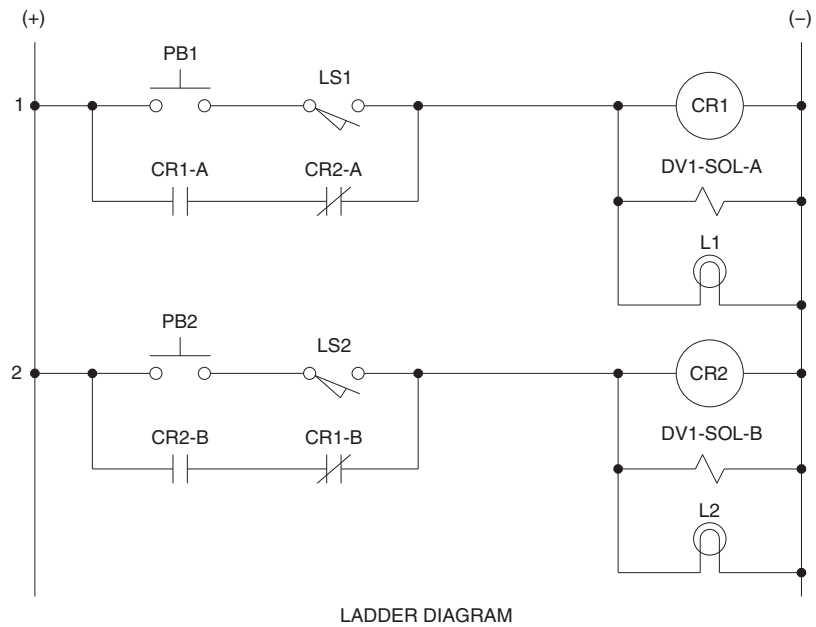 (+)
(–)
PB1
LS1
1
CR1
CR1-A
CR2-A
DV1-SOL-A
L1
PB2
LS2
2
CR2
CR2-B
CR1-B
DV1-SOL-B
L2
LADDER DIAGRAM